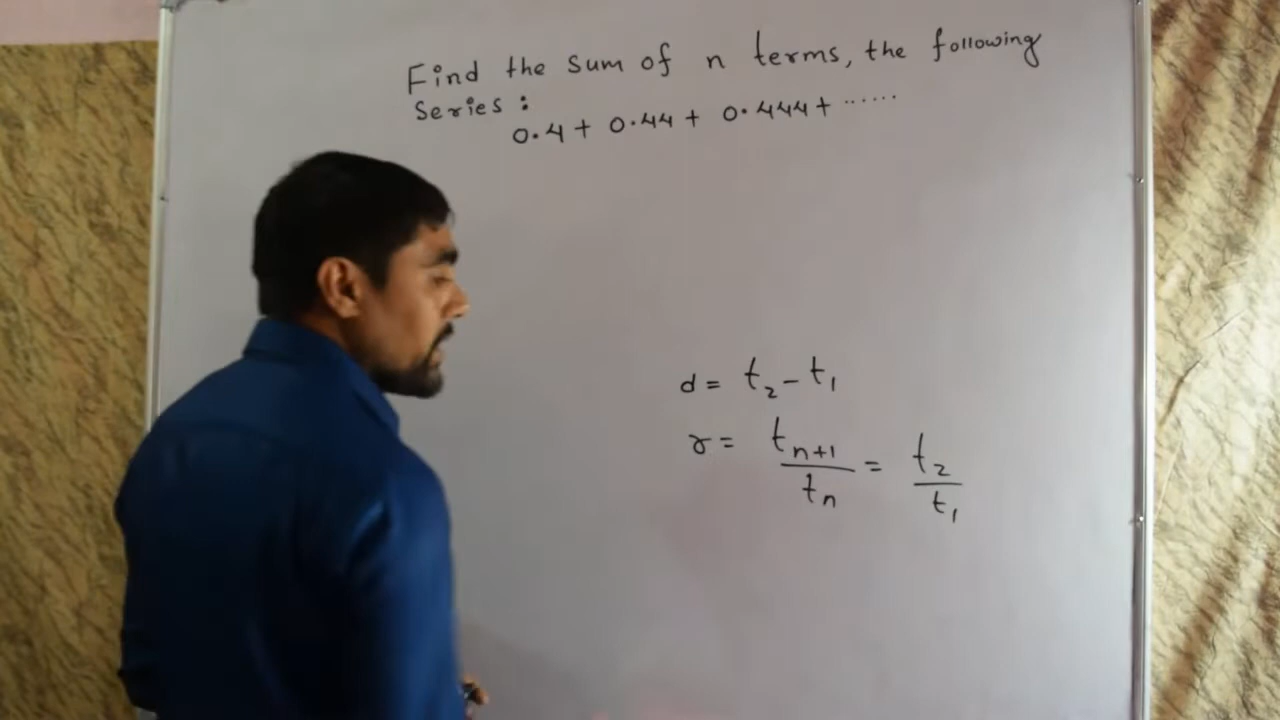 Find the sum of n terms, the following
Series :
0.4 + 0.44 + 0.444 + ......
d = t₂ - t₁
r = tₙ₊₁/tₙ = t₂/t₁